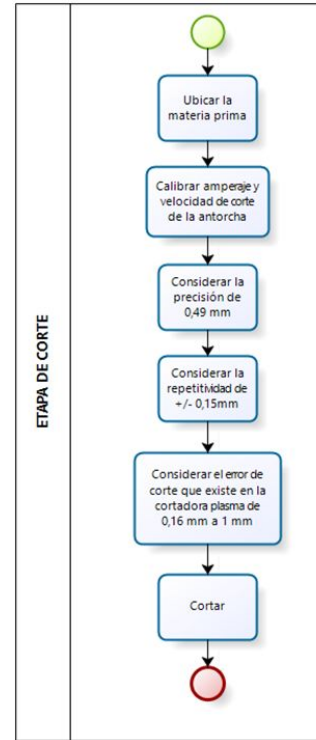 ETAPA DE CORTE
Ubicar la
materia prima
Calibrar amperaje y
velocidad de corte
de la antorcha
Considerar la
precisión de
0,49 mm
Considerar la
repetitividad de
+/- 0,15mm
Considerar el error de
corte que existe en la
cortadora plasma de
0,16 mm a 1 mm
Cortar